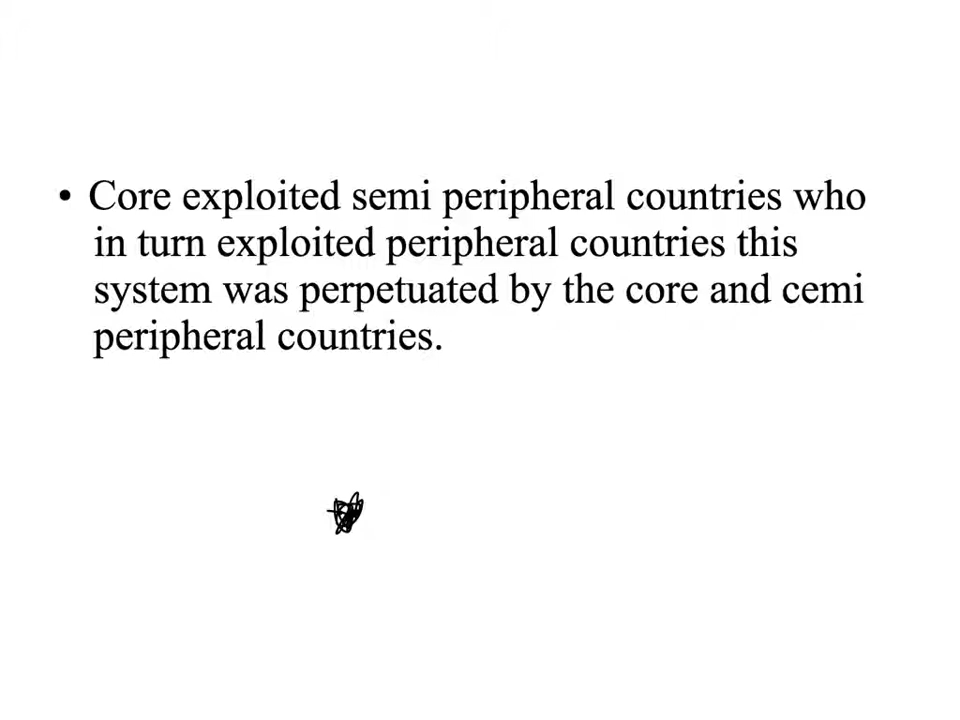 • Core exploited semi peripheral countries who
in turn exploited peripheral countries this
system was perpetuated by the core and cemi
peripheral countries.